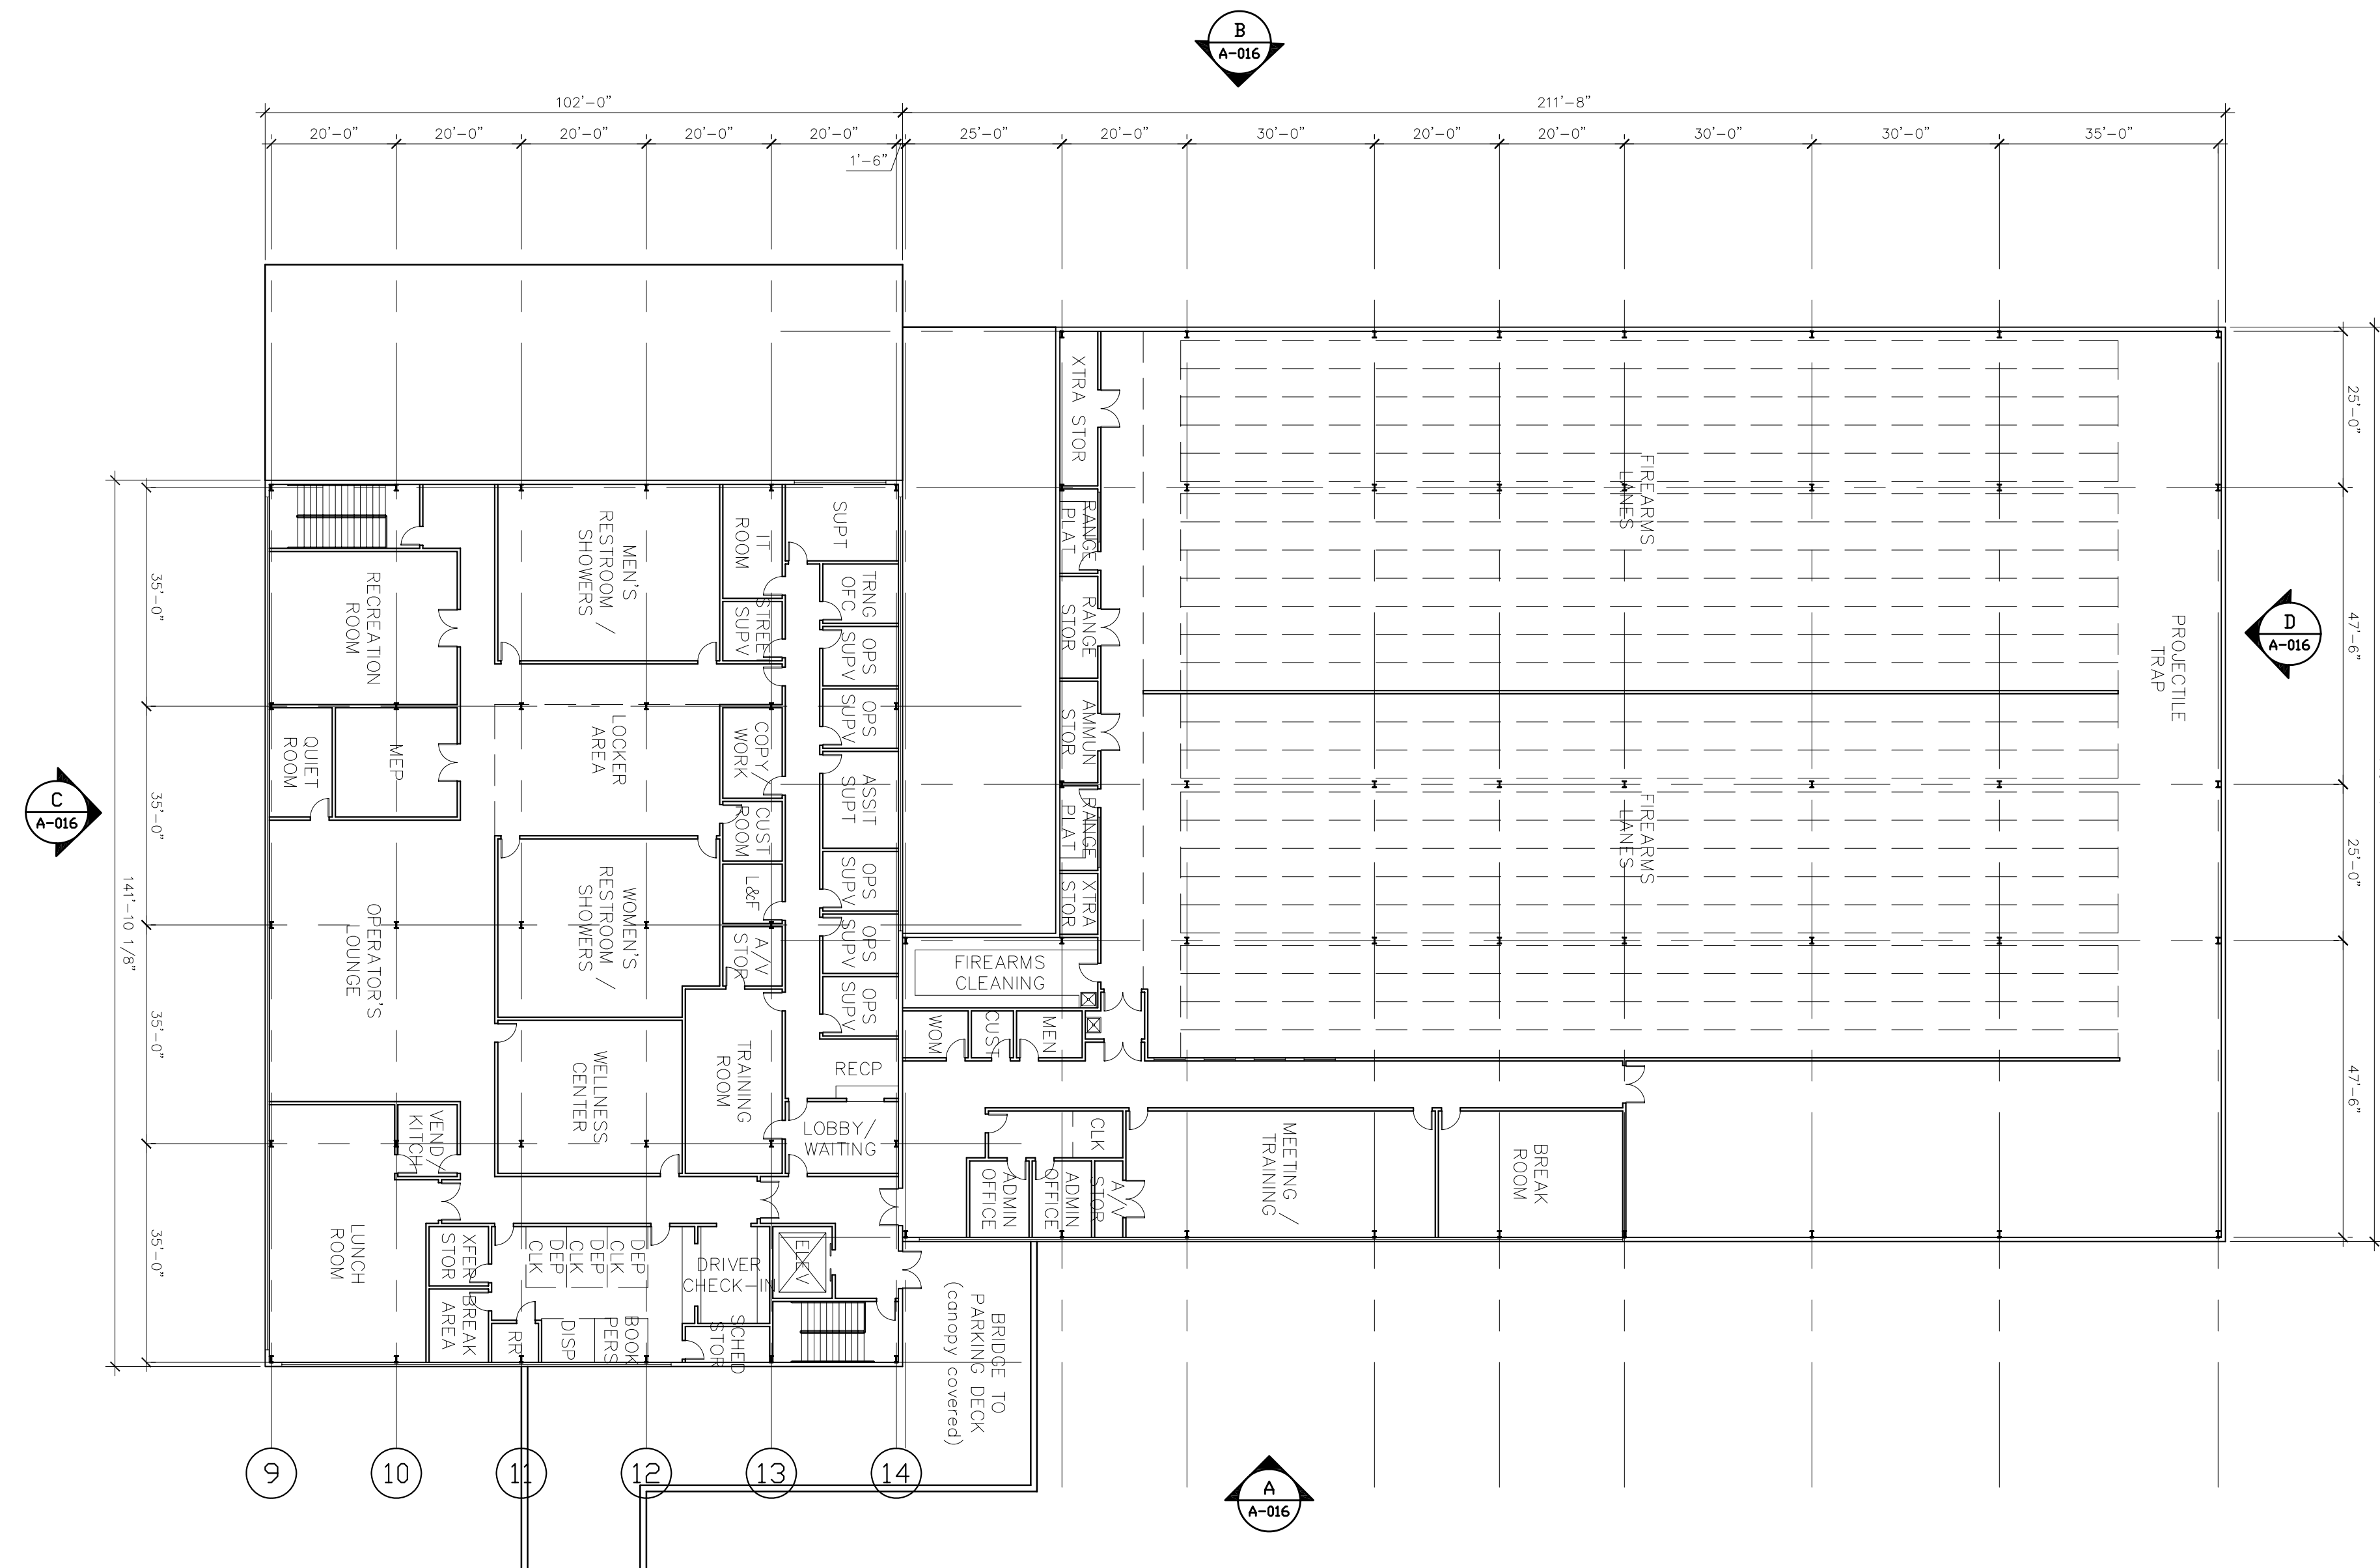 B
A-016
102'-0"
211'-8"
20'-0"
20'-0"
20'-0"
20'-0"
20'-0"
1'-6"
25'-0"
20'-0"
30'-0"
20'-0"
20'-0"
30'-0"
30'-0"
35'-0"
25'-0"
47'-6"
25'-0"
47'-6"
D
A-016
C
A-016
141'-10 1/8"
35'-0"
35'-0"
35'-0"
35'-0"
RECREATION
ROOM
QUIET
ROOM
MEP
OPERATOR'S
LOUNGE
VEND/
KITCH
LUNCH
ROOM
MEN'S
RESTROOM /
SHOWERS
LOCKER
AREA
WOMEN'S
RESTROOM /
SHOWERS
WELLNESS
CENTER
IT
ROOM
STREET
SUPV
COPY/
WORK
CUST
ROOM
L&F
A/V
STOR
TRAINING
ROOM
SUPT
TRNG
OFC
OPS
SUPV
OPS
SUPV
ASSIT
SUPT
OPS
SUPV
OPS
SUPV
OPS
SUPV
RECP
LOBBY/
WAITING
XFER
STOR
BREAK
AREA
RR
DEP
CLK
DEP
CLK
DEP
CLK
DISP
BOOK
PERS
DRIVER
CHECK-IN
SCHED
STOR
ELEV
BRIDGE TO
PARKING DECK
(canopy covered)
XTRA STOR
RANGE
PLAT
RANGE
STOR
AMMUN
STOR
RANGE
PLAT
XTRA
STOR
FIREARMS
CLEANING
WOM
CUST
MEN
FIREARMS
LANES
FIREARMS
LANES
PROJECTILE
TRAP
CLK
ADMIN
OFFICE
ADMIN
OFFICE
A/V
STOR
MEETING /
TRAINING
BREAK
ROOM
9
10
11
12
13
14
A
A-016